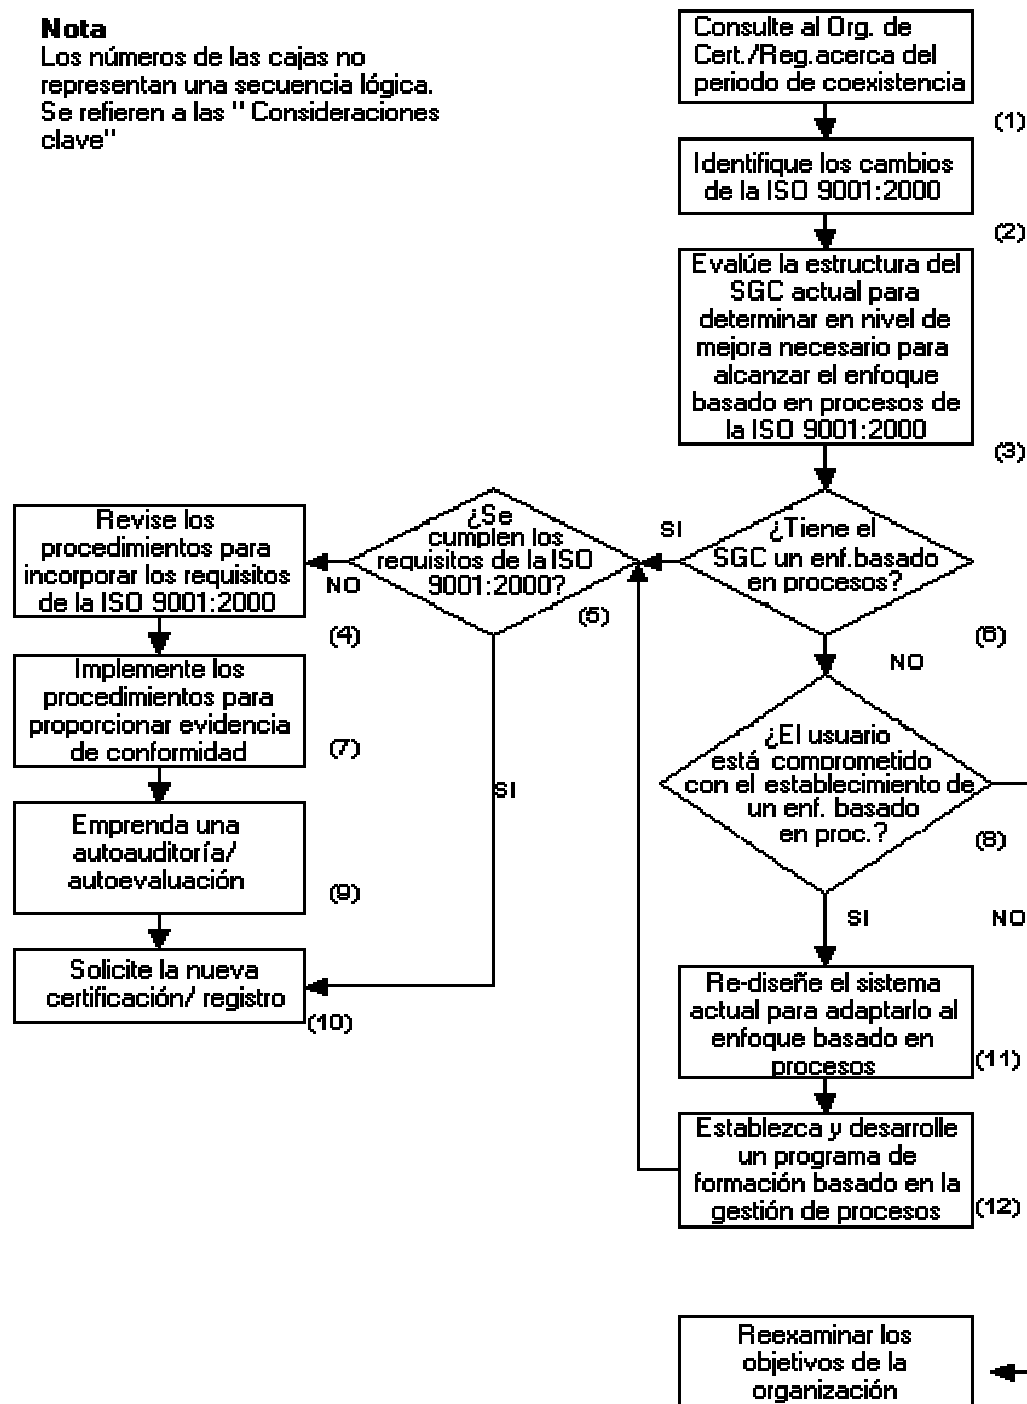 Nota
Los números de las cajas no
representan una secuencia lógica.
Se refieren a las " Consideraciones
clave"
Consulte al Org. de
Cert./Reg.acerca del
periodo de coexistencia
(1)
Identifique los cambios
de la ISO 9001:2000
(2)
Evalúe la estructura del
SGC actual para
determinar en nivel de
mejora necesario para
alcanzar el enfoque
basado en procesos de
la ISO 9001:2000
(3)
¿Tiene el
SGC un enf.basado
en procesos?
(6)
SI
NO
¿Se
cumplen los
requisitos de la ISO
9001:2000?
(5)
NO
SI
Revise los
procedimientos para
incorporar los requisitos
de la ISO 9001:2000
(4)
Implemente los
procedimientos para
proporcionar evidencia
de conformidad
(7)
Emprenda una
autoauditoría/
autoevaluación
(9)
Solicite la nueva
certificación/ registro
(10)
¿El usuario
está comprometido
con el establecimiento de
un enf. basado
en proc.?
(8)
SI
NO
Re-diseñe el sistema
actual para adaptarlo al
enfoque basado en
procesos
(11)
Establezca y desarrolle
un programa de
formación basado en la
gestión de procesos
(12)
Reexaminar los
objetivos de la
organización